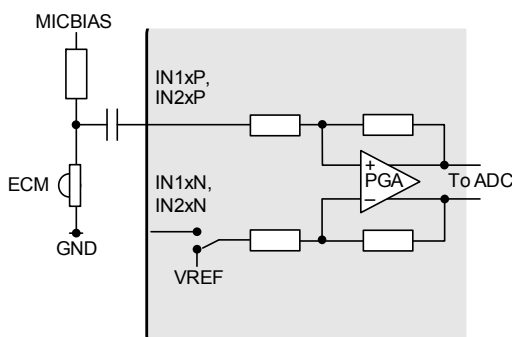 MICBIAS
IN1xP,
IN2xP
+
PGA
−
To ADC
ECM
IN1xN,
IN2xN
GND
VREF